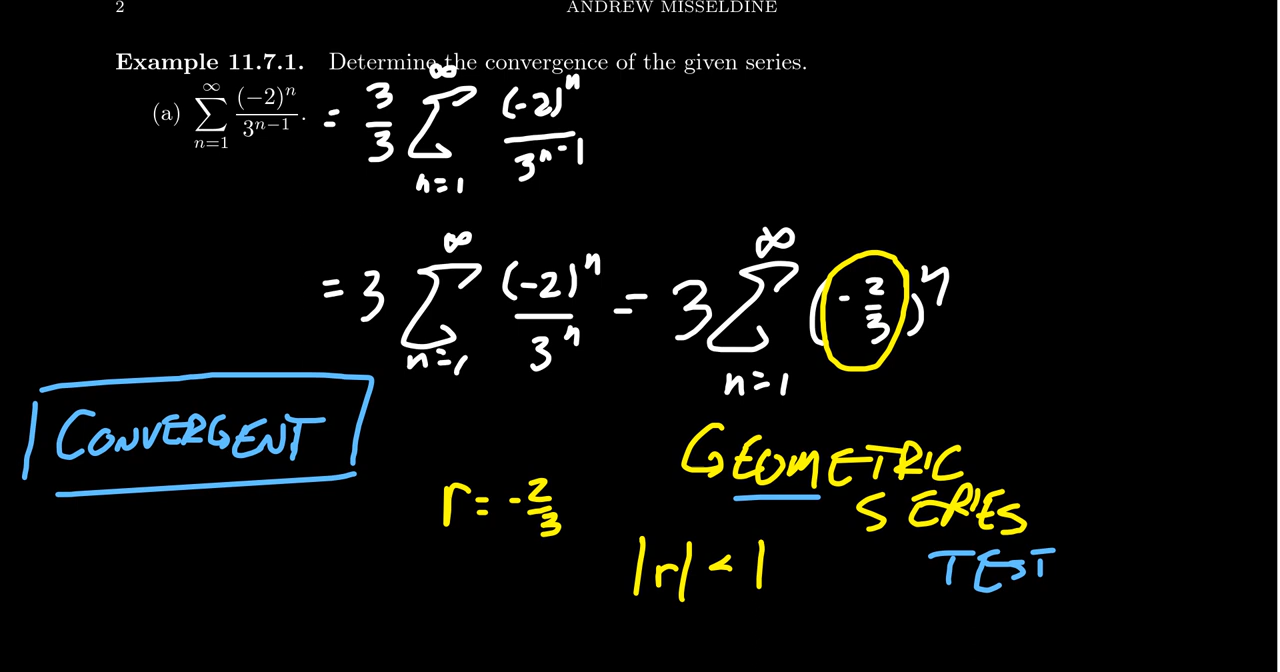 2 ANDREW MISSELDINE
Example 11.7.1. Determine the convergence of the given series.
(a) ∞∑n=1 (-2)^n / 3^{n-1}. = 3/3 ∞∑n=1 (-2)^n / 3^{n-1}
= 3 ∞∑n=1 (-2)^n / 3^n = 3 ∞∑n=1 (-2/3)^n
CONVERGENT
GEOMETRIC
SERIES
r = -2/3
|r| < 1
TEST